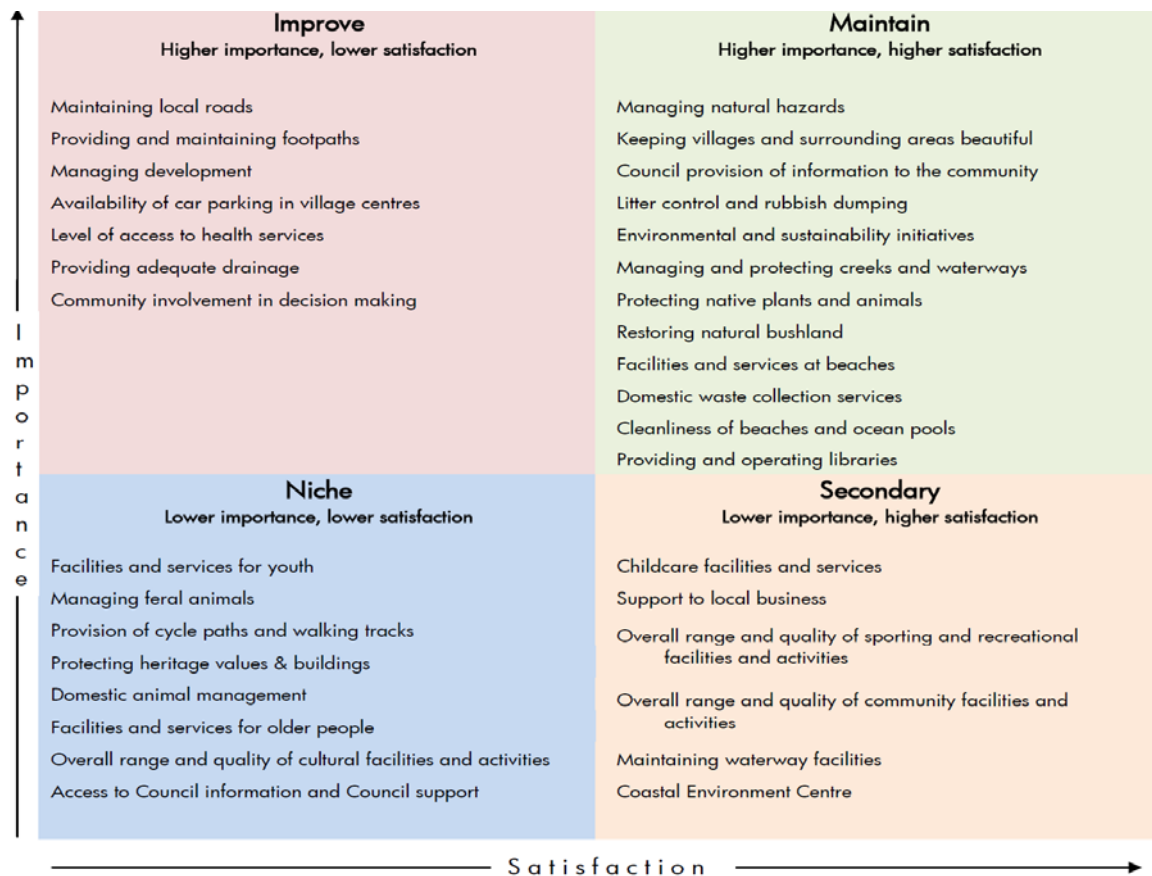 Improve
Higher importance, lower satisfaction
Maintaining local roads
Providing and maintaining footpaths
Managing development
Availability of car parking in village centres
Level of access to health services
Providing adequate drainage
Community involvement in decision making
Maintain
Higher importance, higher satisfaction
Managing natural hazards
Keeping villages and surrounding areas beautiful
Council provision of information to the community
Litter control and rubbish dumping
Environmental and sustainability initiatives
Managing and protecting creeks and waterways
Protecting native plants and animals
Restoring natural bushland
Facilities and services at beaches
Domestic waste collection services
Cleanliness of beaches and ocean pools
Providing and operating libraries
Importance
Niche
Lower importance, lower satisfaction
Facilities and services for youth
Managing feral animals
Provision of cycle paths and walking tracks
Protecting heritage values & buildings
Domestic animal management
Facilities and services for older people
Overall range and quality of cultural facilities and activities
Access to Council information and Council support
Secondary
Lower importance, higher satisfaction
Childcare facilities and services
Support to local business
Overall range and quality of sporting and recreational
facilities and activities
Overall range and quality of community facilities and
activities
Maintaining waterway facilities
Coastal Environment Centre
Satisfaction